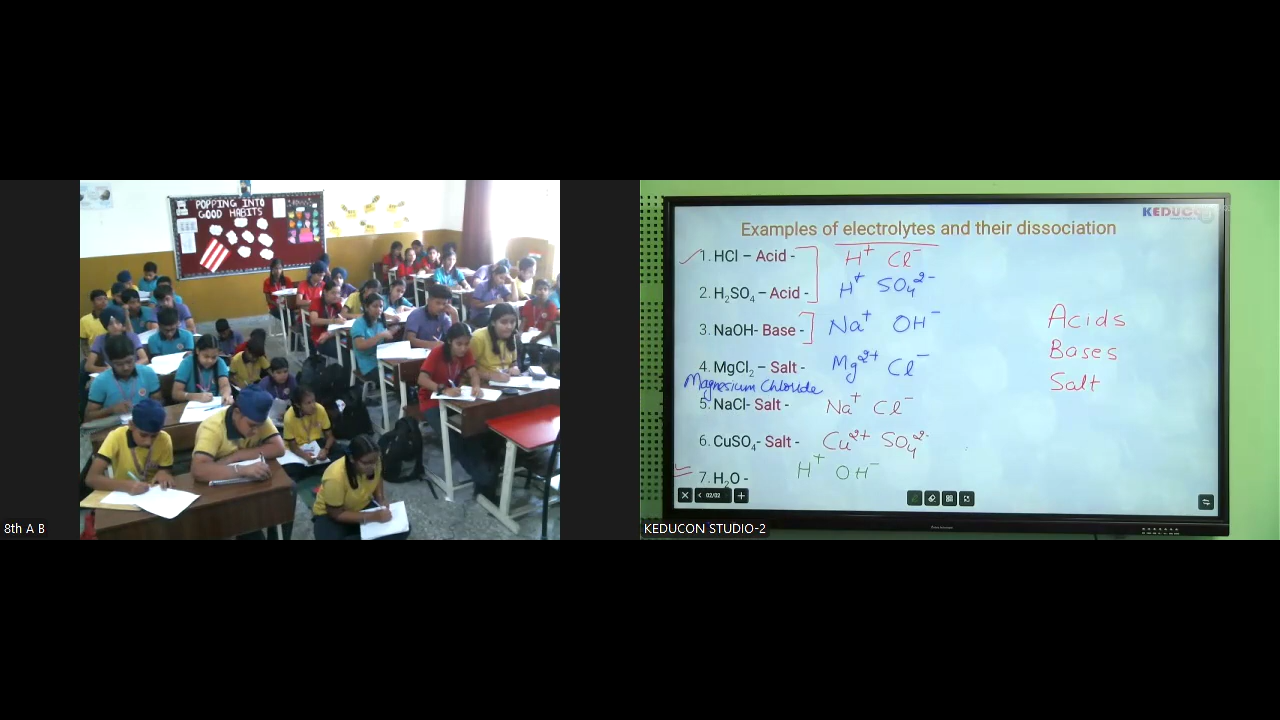 POPPING INTO
GOOD HABITS
8th A B
KEDUCON
Examples of electrolytes and their dissociation
1. HCl – Acid - H⁺ Cl⁻
2. H₂SO₄ – Acid - H⁺ SO₄²⁻
3. NaOH- Base - Na⁺ OH⁻
4. MgCl₂ – Salt - Mg²⁺ Cl⁻
Magnesium Chloride
5. NaCl- Salt - Na⁺ Cl⁻
6. CuSO₄- Salt - Cu²⁺ SO₄²⁻
7. H₂O - H⁺ OH⁻
Acids
Bases
Salt
02/02
KEDUCON STUDIO-2